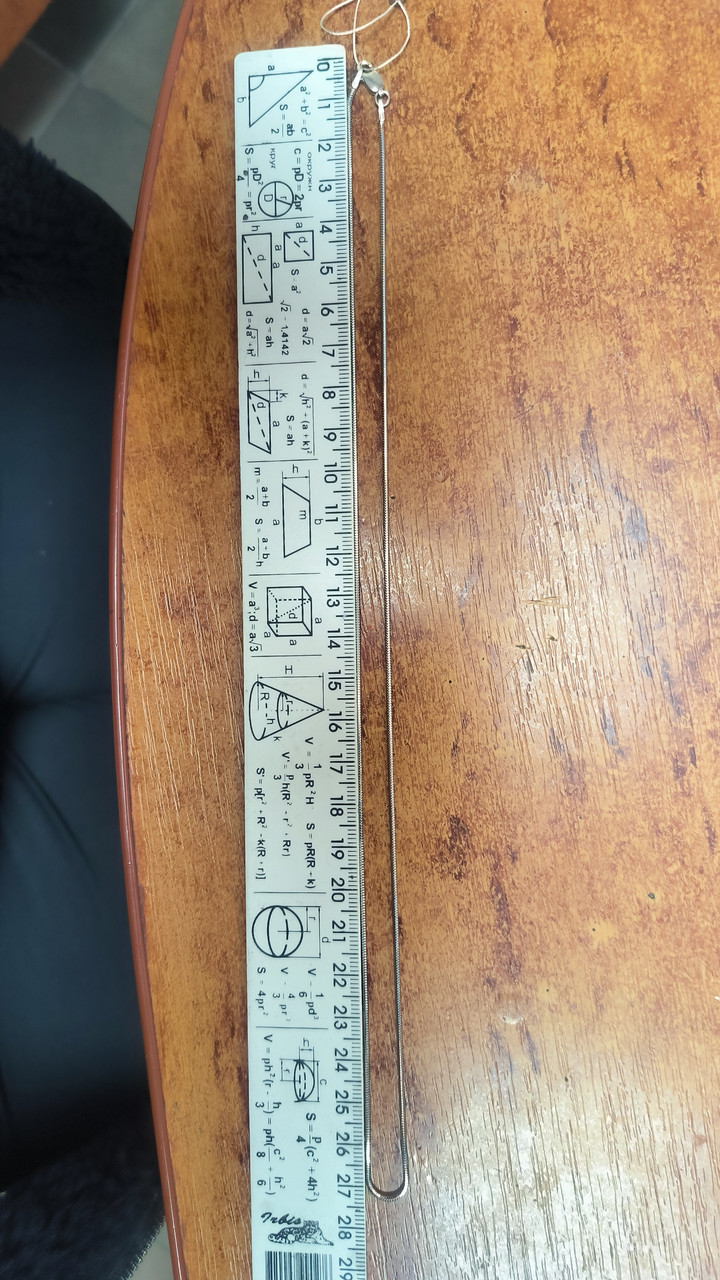 0 1 2 3 4 5 6 7 8 9 10 11 12 13 14 15 16 17 18 19 20 21 22 23 24 25 26 27 28 29
a
b
a² + b² = c²
S = ab/2
окружн
C = pD = 2pr
круг
S = pD²/4 = pr²
r
D
a
d
S - a²
d = a√2
√2 - 1,4142
h
a
d
a
S = ah
d = √a² + h²
d = √h² - (a + k)²
S = ah
h
k
d
a
h
b
m
a
m = a+b/2
S = a - b/2 h
a
d
a
a
V = a³; d = a√3
H
r
R
h
k
V = 1/3 pR²H
S = pR(R - k)
V' = p/3 h(R² - r² + Rr)
S' = p[r² + R² - k(R + r)]
r
d
V - 1/6 pd³
V - 4/3 pr³
S = 4pr²
h
c
r
S = p/4 (c² + 4h²)
V = ph²(r - h/3) = ph(c²/8 + h²/6)
Irbis